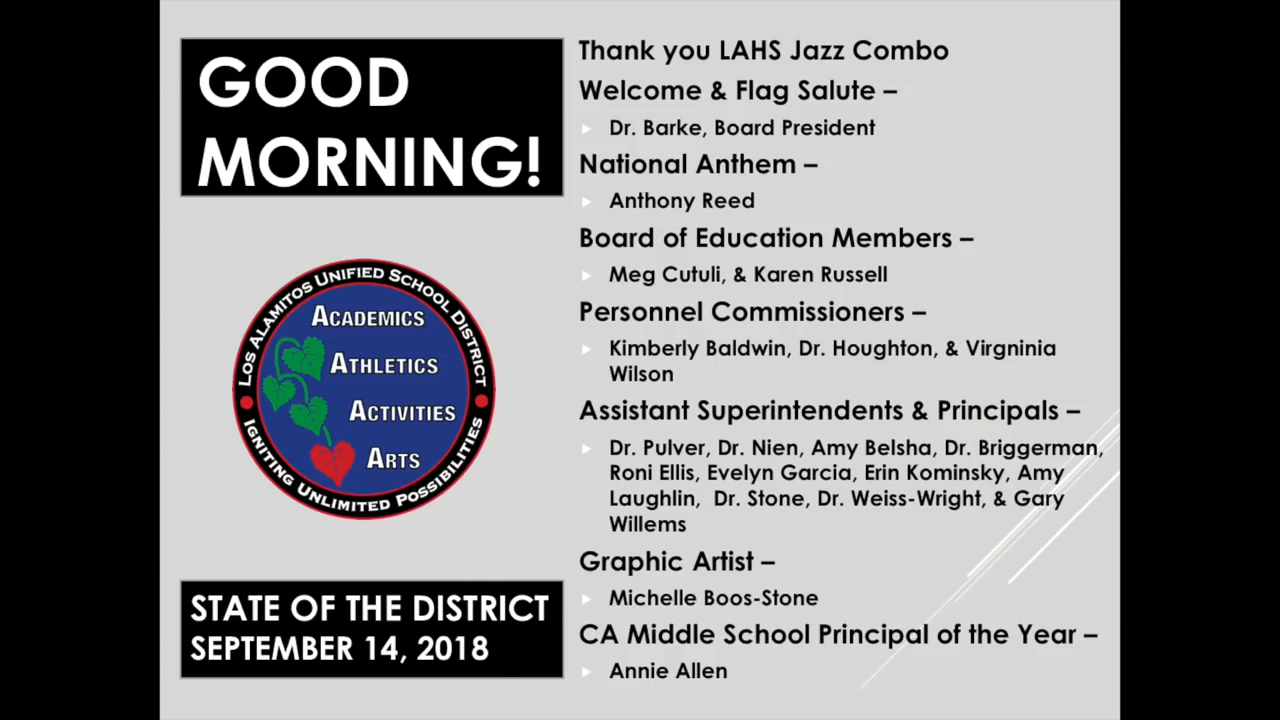 GOOD
MORNING!
LOS ALAMITOS UNIFIED SCHOOL DISTRICT
ACADEMICS
ATHLETICS
ACTIVITIES
ARTS
IGNITING UNLIMITED POSSIBILITIES
STATE OF THE DISTRICT
SEPTEMBER 14, 2018
Thank you LAHS Jazz Combo
Welcome & Flag Salute –
Dr. Barke, Board President
National Anthem –
Anthony Reed
Board of Education Members –
Meg Cutuli, & Karen Russell
Personnel Commissioners –
Kimberly Baldwin, Dr. Houghton, & Virgninia
Wilson
Assistant Superintendents & Principals –
Dr. Pulver, Dr. Nien, Amy Belsha, Dr. Briggerman,
Roni Ellis, Evelyn Garcia, Erin Kominsky, Amy
Laughlin, Dr. Stone, Dr. Weiss-Wright, & Gary
Willems
Graphic Artist –
Michelle Boos-Stone
CA Middle School Principal of the Year –
Annie Allen